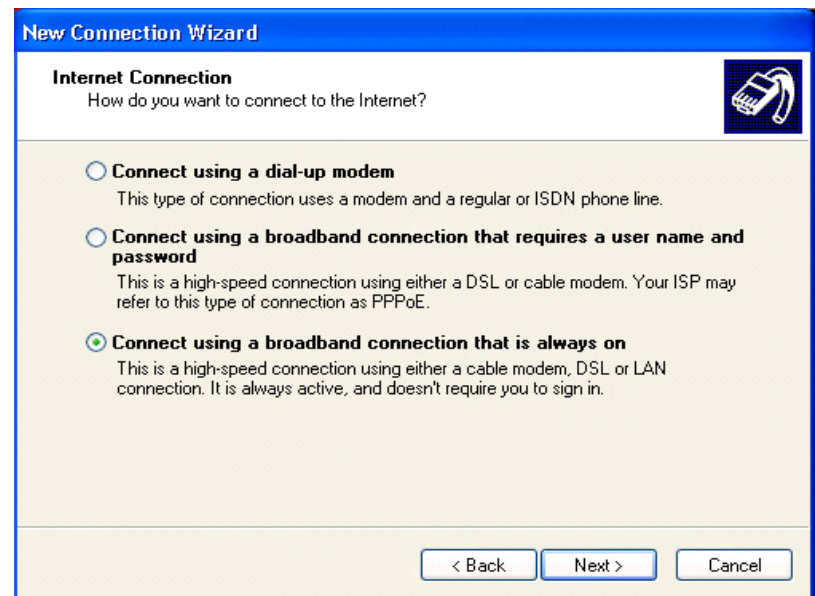 New Connection Wizard
Internet Connection
How do you want to connect to the Internet?
Connect using a dial-up modem
This type of connection uses a modem and a regular or ISDN phone line.
Connect using a broadband connection that requires a user name and
password
This is a high-speed connection using either a DSL or cable modem. Your ISP may
refer to this type of connection as PPPoE.
Connect using a broadband connection that is always on
This is a high-speed connection using either a cable modem, DSL or LAN
connection. It is always active, and doesn't require you to sign in.
< Back Next > Cancel